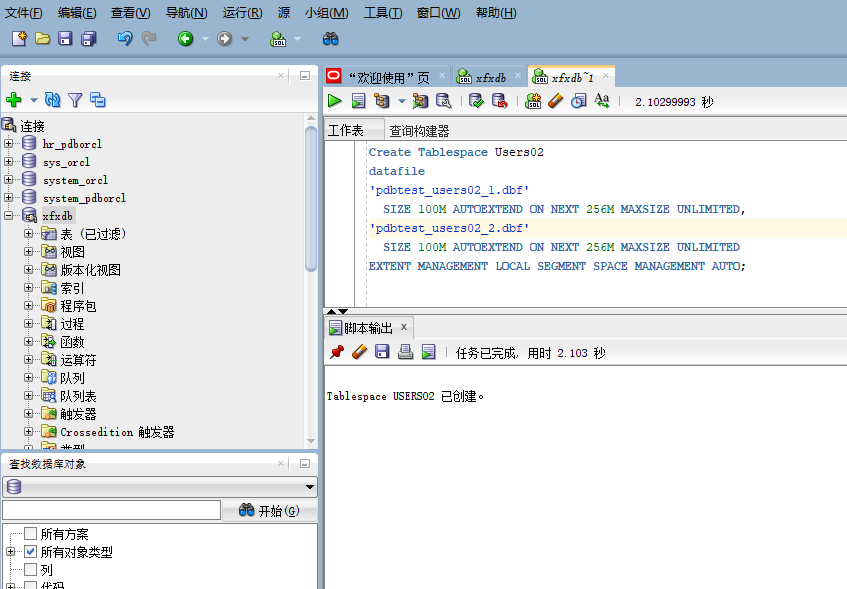 文件(F) 编辑(E) 查看(V) 导航(N) 运行(R) 源 小组(M) 工具(T) 窗口(W) 帮助(H)
连接
连接
hr_pdborcl
sys_orcl
system_orcl
system_pdborcl
xfxdb
表 (已过滤)
视图
版本化视图
索引
程序包
过程
函数
运算符
队列
队列表
触发器
Crossedition 触发器
类型
查找数据库对象
开始(G)
所有方案
所有对象类型
列
代码
“欢迎使用”页 xfxdb xfxdb~1
2.10299993 秒
工作表 查询构建器
Create Tablespace Users02
datafile
'pdbtest_users02_1.dbf'
SIZE 100M AUTOEXTEND ON NEXT 256M MAXSIZE UNLIMITED,
'pdbtest_users02_2.dbf'
SIZE 100M AUTOEXTEND ON NEXT 256M MAXSIZE UNLIMITED
EXTENT MANAGEMENT LOCAL SEGMENT SPACE MANAGEMENT AUTO;
脚本输出
任务已完成, 用时 2.103 秒
Tablespace USERS02 已创建。